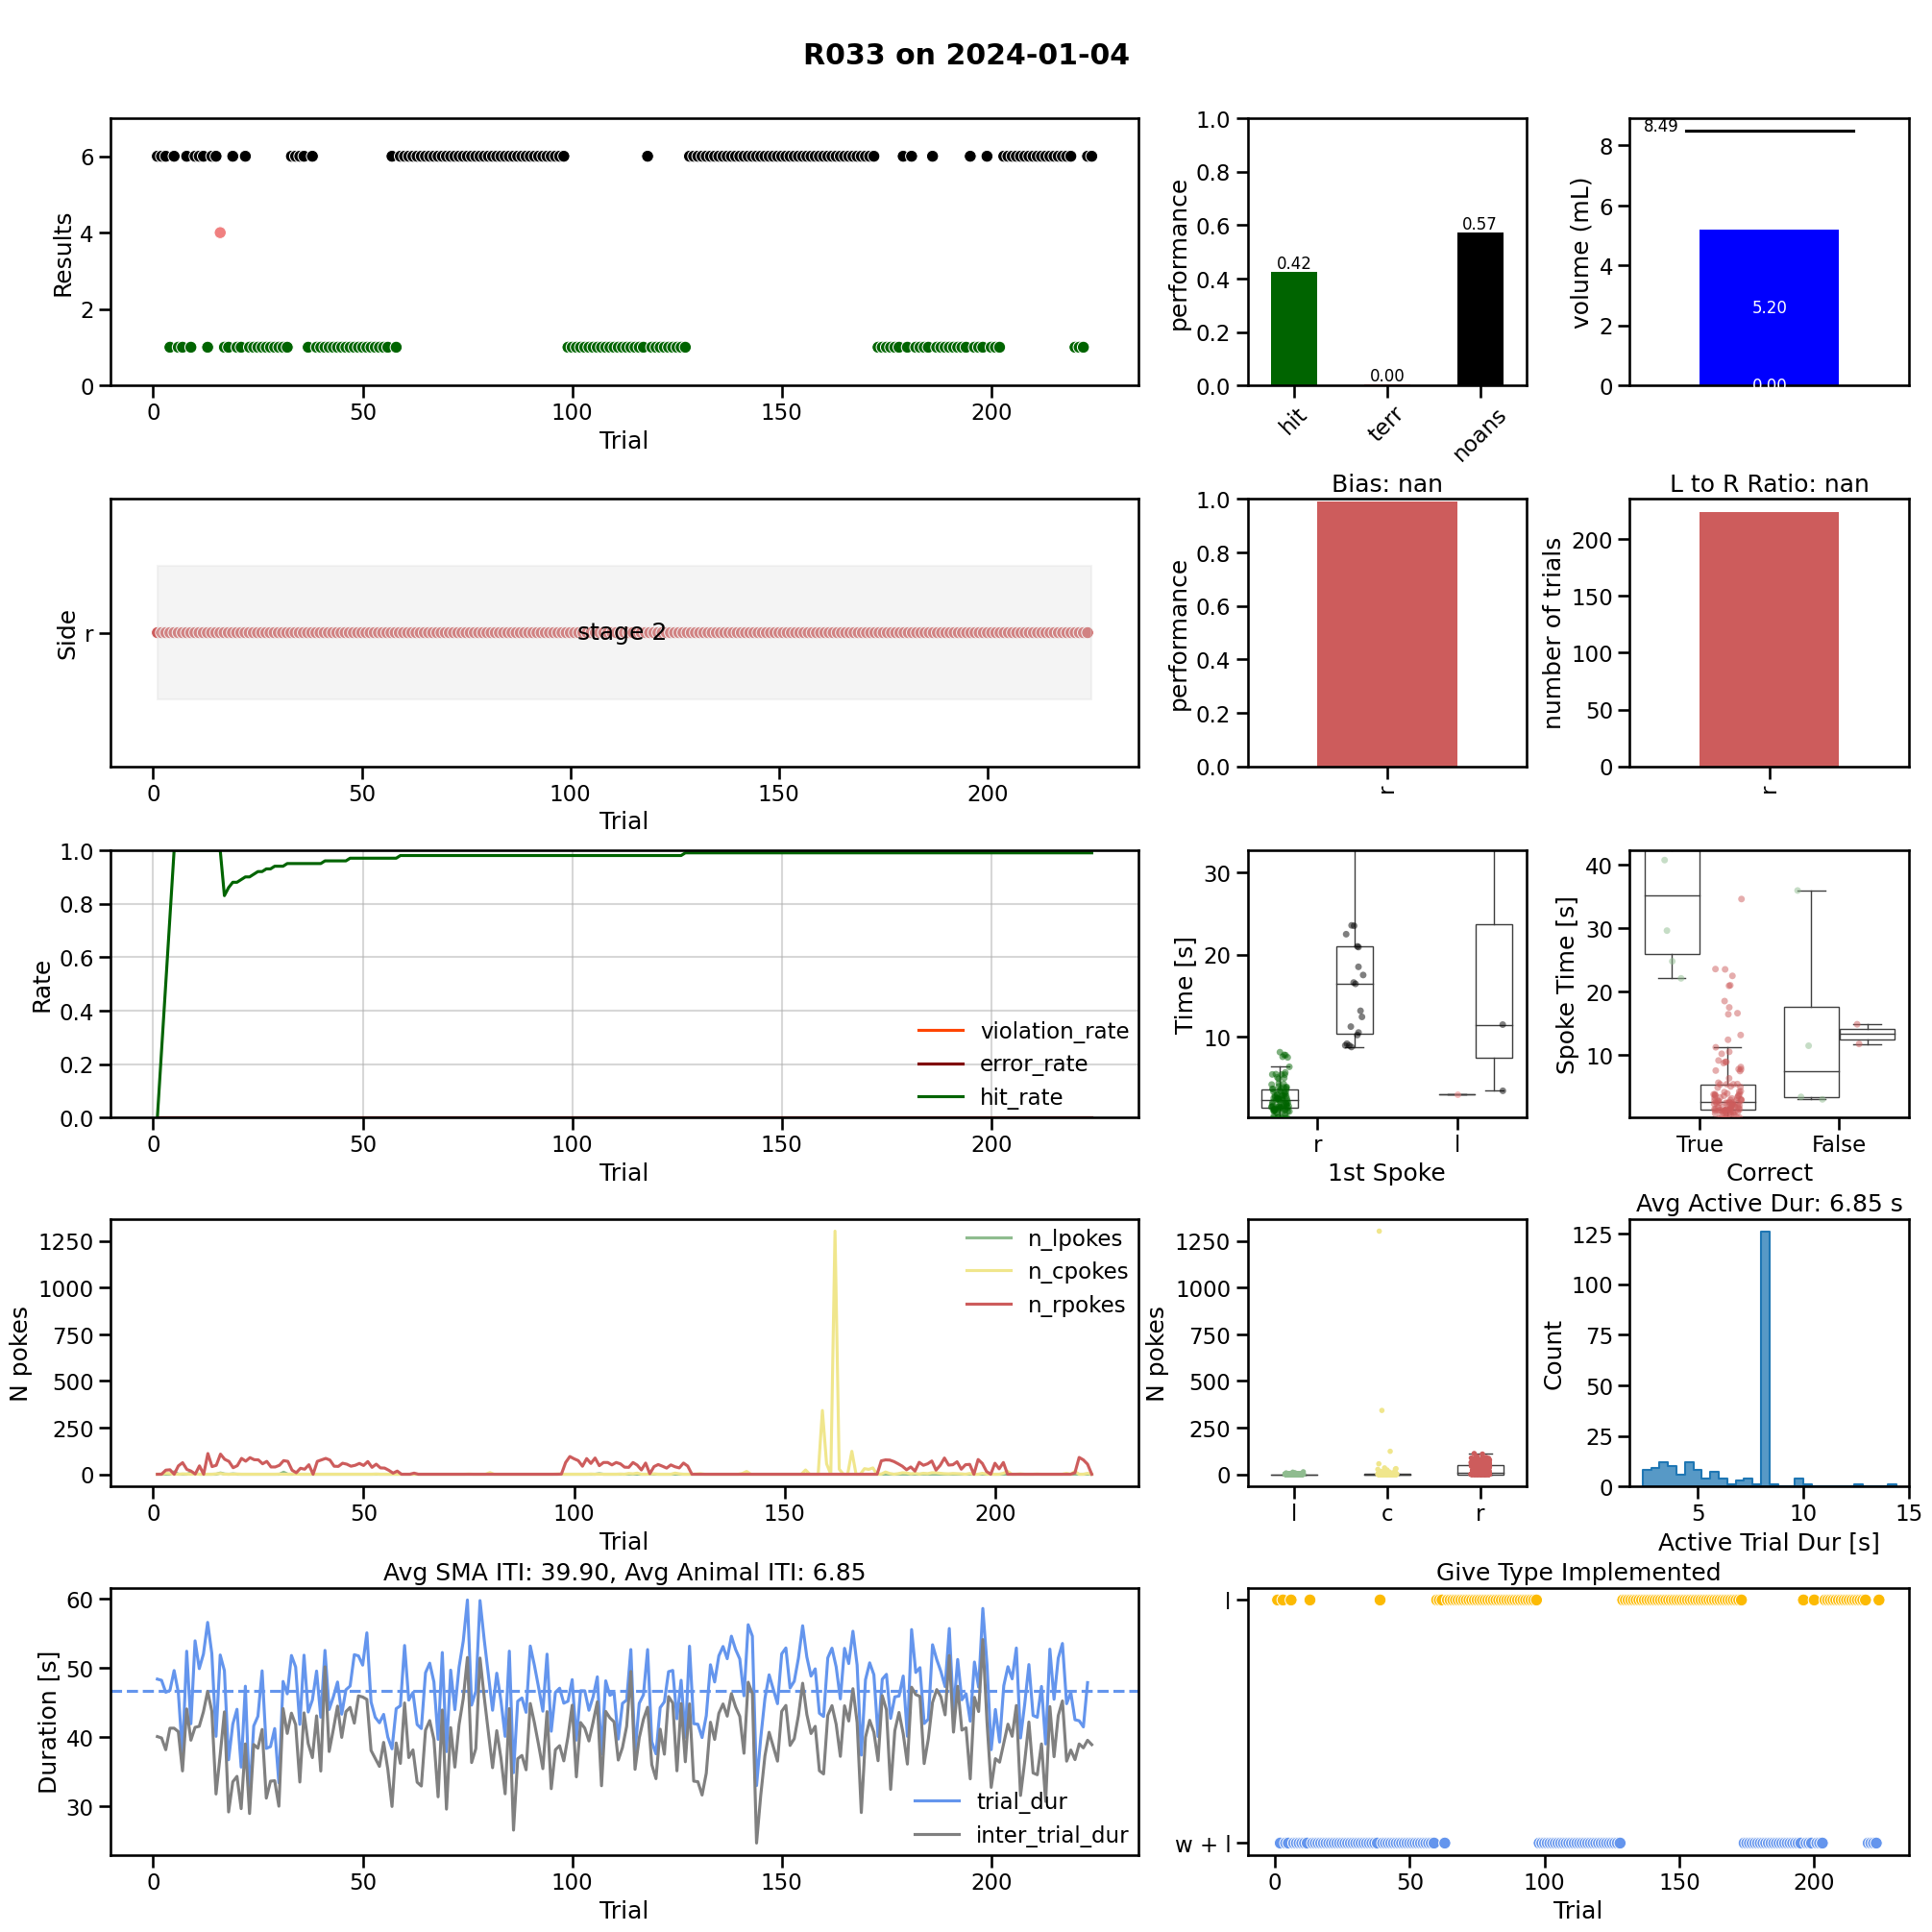 R033 on 2024-01-04
Results
6
4
2
0
0 50 100 150 200
Trial
performance
1.0
0.8
0.6
0.4
0.2
0.0
0.42
0.00
0.57
hit terr noans
volume (mL)
8
6
4
2
0
8.49
5.20
0.00
Side
r
stage 2
0 50 100 150 200
Trial
Bias: nan
performance
1.0
0.8
0.6
0.4
0.2
0.0
r
L to R Ratio: nan
number of trials
200
150
100
50
0
r
Rate
1.0
0.8
0.6
0.4
0.2
0.0
violation_rate
error_rate
hit_rate
0 50 100 150 200
Trial
Time [s]
30
20
10
r l
1st Spoke
Spoke Time [s]
40
30
20
10
True False
Correct
N pokes
1250
1000
750
500
250
0
n_lpokes
n_cpokes
n_rpokes
0 50 100 150 200
Trial
N pokes
1250
1000
750
500
250
0
l c r
Avg Active Dur: 6.85 s
Count
125
100
75
50
25
0
5 10 15
Active Trial Dur [s]
Avg SMA ITI: 39.90, Avg Animal ITI: 6.85
Duration [s]
60
50
40
30
trial_dur
inter_trial_dur
0 50 100 150 200
Trial
Give Type Implemented
l
w + l
0 50 100 150 200
Trial